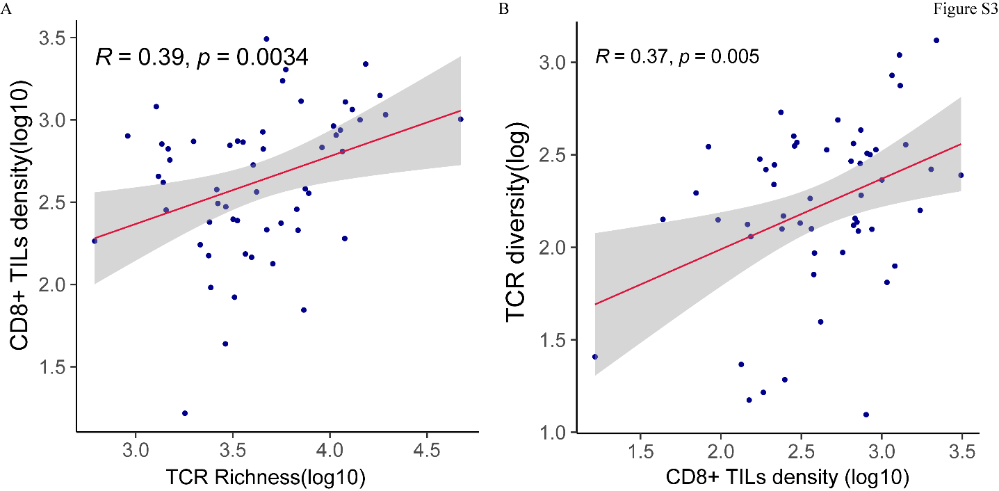 A
B
Figure S3
R = 0.39, p = 0.0034
CD8+ TILs density(log10)
3.5
3.0
2.5
2.0
1.5
3.0
3.5
4.0
4.5
TCR Richness(log10)
R = 0.37, p = 0.005
TCR diversity(log)
3.0
2.5
2.0
1.5
1.0
1.5
2.0
2.5
3.0
3.5
CD8+ TILs density (log10)